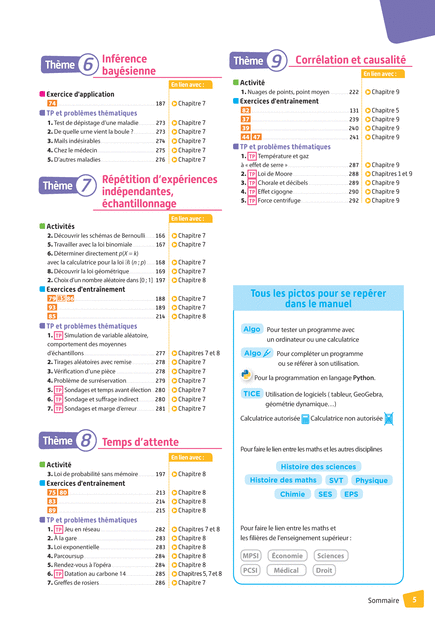 Thème 6 Inférence
bayésienne
En lien avec :
Exercice d'application
74 187 Chapitre 7
TP et problèmes thématiques
1. Test de dépistage d'une maladie 273 Chapitre 7
2. De quelle urne vient la boule ? 273 Chapitre 7
3. Mails indésirables 274 Chapitre 7
4. Chez le médecin 275 Chapitre 7
5. D'autres maladies 276 Chapitre 7
Thème 7 Répétition d'expériences
indépendantes,
échantillonnage
En lien avec :
Activités
2. Découvrir les schémas de Bernoulli 166 Chapitre 7
5. Travailler avec la loi binomiale 167 Chapitre 7
6. Déterminer directement p(X = k)
avec la calculatrice pour la loi ℬ(n ; p) 168 Chapitre 7
8. Découvrir la loi géométrique 169 Chapitre 7
2. Choix d'un nombre aléatoire dans [0 ; 1] 197 Chapitre 8
Exercices d'entraînement
79 83 86 188 Chapitre 7
93 189 Chapitre 7
83 214 Chapitre 8
TP et problèmes thématiques
1. TP Simulation de variable aléatoire,
comportement des moyennes
d'échantillons 277 Chapitres 7 et 8
2. Tirages aléatoires avec remise 278 Chapitre 7
3. Vérification d'une pièce 278 Chapitre 7
4. Problème de surréservation 279 Chapitre 7
5. TP Sondages et temps avant élection 280 Chapitre 7
6. TP Sondage et suffrage indirect 280 Chapitre 7
7. TP Sondages et marge d'erreur 281 Chapitre 7
Thème 8 Temps d'attente
En lien avec :
Activité
3. Loi de probabilité sans mémoire 197 Chapitre 8
Exercices d'entraînement
75 80 213 Chapitre 8
83 214 Chapitre 8
89 215 Chapitre 8
TP et problèmes thématiques
1. TP Jeu en réseau 282 Chapitres 7 et 8
2. À la gare 283 Chapitre 8
3. Loi exponentielle 283 Chapitre 8
4. Parcoursup 284 Chapitre 8
5. Rendez-vous à l'opéra 284 Chapitre 8
6. TP Datation au carbone 14 285 Chapitres 5, 7 et 8
7. Greffes de rosiers 286 Chapitre 7
Thème 9 Corrélation et causalité
En lien avec :
Activité
1. Nuages de points, point moyen 222 Chapitre 9
Exercices d'entraînement
82 131 Chapitre 5
37 239 Chapitre 9
39 240 Chapitre 9
44 47 241 Chapitre 9
TP et problèmes thématiques
1. TP Température et gaz
à « effet de serre » 287 Chapitre 9
2. TP Loi de Moore 288 Chapitres 1 et 9
3. TP Chorale et décibels 289 Chapitre 9
4. TP Effet cigogne 290 Chapitre 9
5. TP Force centrifuge 292 Chapitre 9
Tous les pictos pour se repérer
dans le manuel
Algo Pour tester un programme avec
un ordinateur ou une calculatrice
Algo Pour compléter un programme
ou se référer à son utilisation.
Pour la programmation en langage Python.
TICE Utilisation de logiciels ( tableur, GeoGebra,
géométrie dynamique…)
Calculatrice autorisée Calculatrice non autorisée
Pour faire le lien entre les maths et les autres disciplines
Histoire des sciences
Histoire des maths SVT Physique
Chimie SES EPS
Pour faire le lien entre les maths et
les filières de l'enseignement supérieur :
MPSI Économie Sciences
PCSI Médical Droit
Sommaire 5